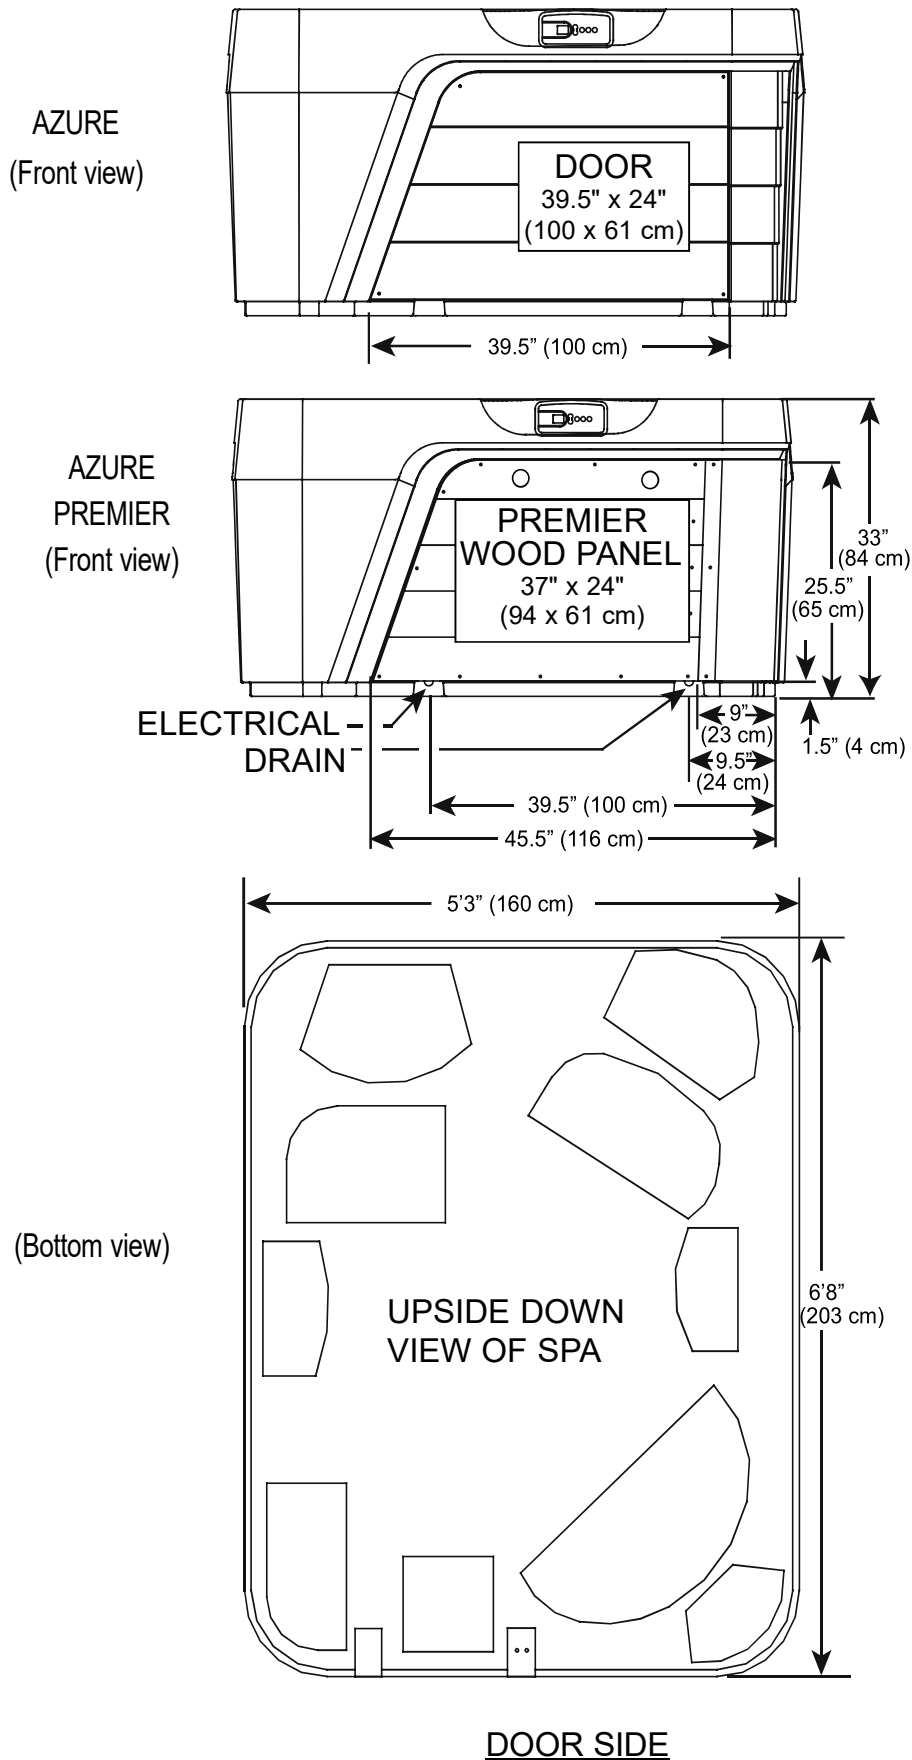 AZURE
(Front view)
DOOR
39.5" x 24"
(100 x 61 cm)
39.5” (100 cm)
AZURE
PREMIER
(Front view)
PREMIER
WOOD PANEL
37" x 24"
(94 x 61 cm)
33”
(84 cm)
25.5”
(65 cm)
ELECTRICAL
DRAIN
9”
(23 cm)
1.5” (4 cm)
9.5”
(24 cm)
39.5” (100 cm)
45.5” (116 cm)
5’3” (160 cm)
(Bottom view)
UPSIDE DOWN
VIEW OF SPA
6’8”
(203 cm)
DOOR SIDE